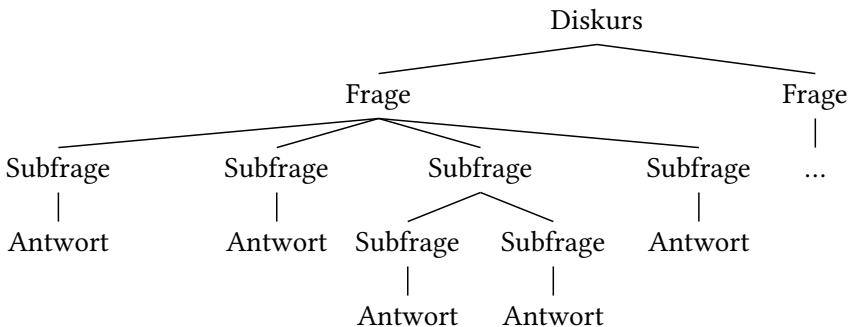 Diskurs
Frage Frage
Subfrage Subfrage Subfrage Subfrage ...
Antwort Antwort Subfrage Subfrage Antwort
Antwort Antwort